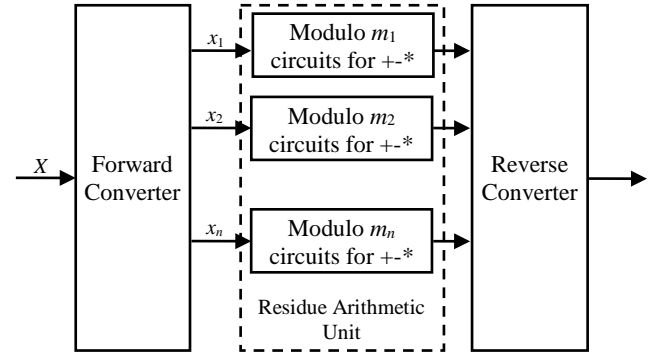 X
Forward
Converter
x1
x2
xn
Modulo m1
circuits for +-*
Modulo m2
circuits for +-*
Modulo mn
circuits for +-*
Residue Arithmetic
Unit
Reverse
Converter